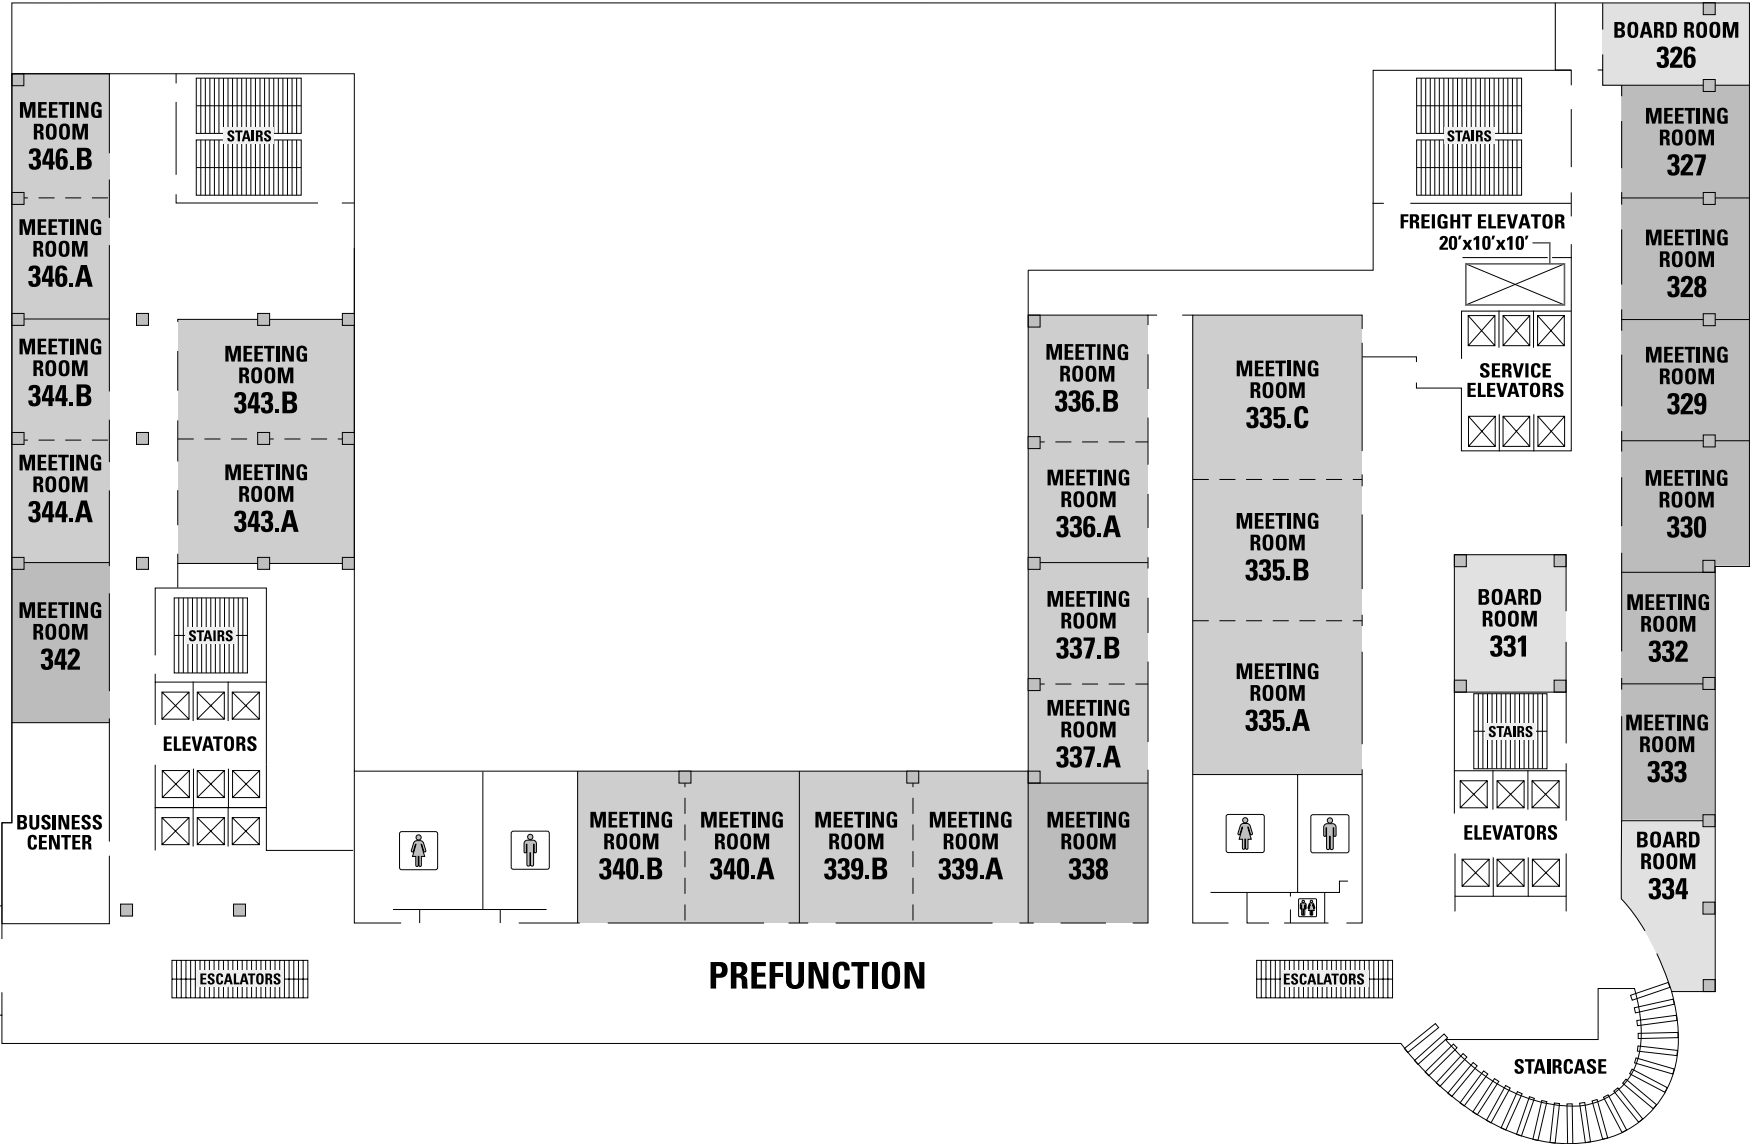 BOARD ROOM
326
MEETING
ROOM
346.B
STAIRS
STAIRS
MEETING
ROOM
327
MEETING
ROOM
346.A
FREIGHT ELEVATOR
20'x10'x10'
MEETING
ROOM
328
MEETING
ROOM
344.B
MEETING
ROOM
343.B
MEETING
ROOM
336.B
MEETING
ROOM
335.C
SERVICE
ELEVATORS
MEETING
ROOM
329
MEETING
ROOM
344.A
MEETING
ROOM
343.A
MEETING
ROOM
336.A
MEETING
ROOM
335.B
MEETING
ROOM
330
MEETING
ROOM
342
STAIRS
MEETING
ROOM
337.B
BOARD
ROOM
331
MEETING
ROOM
332
ELEVATORS
MEETING
ROOM
337.A
MEETING
ROOM
335.A
STAIRS
MEETING
ROOM
333
BUSINESS
CENTER
MEETING
ROOM
340.B
MEETING
ROOM
340.A
MEETING
ROOM
339.B
MEETING
ROOM
339.A
MEETING
ROOM
338
ELEVATORS
BOARD
ROOM
334
ESCALATORS
PREFUNCTION
ESCALATORS
STAIRCASE